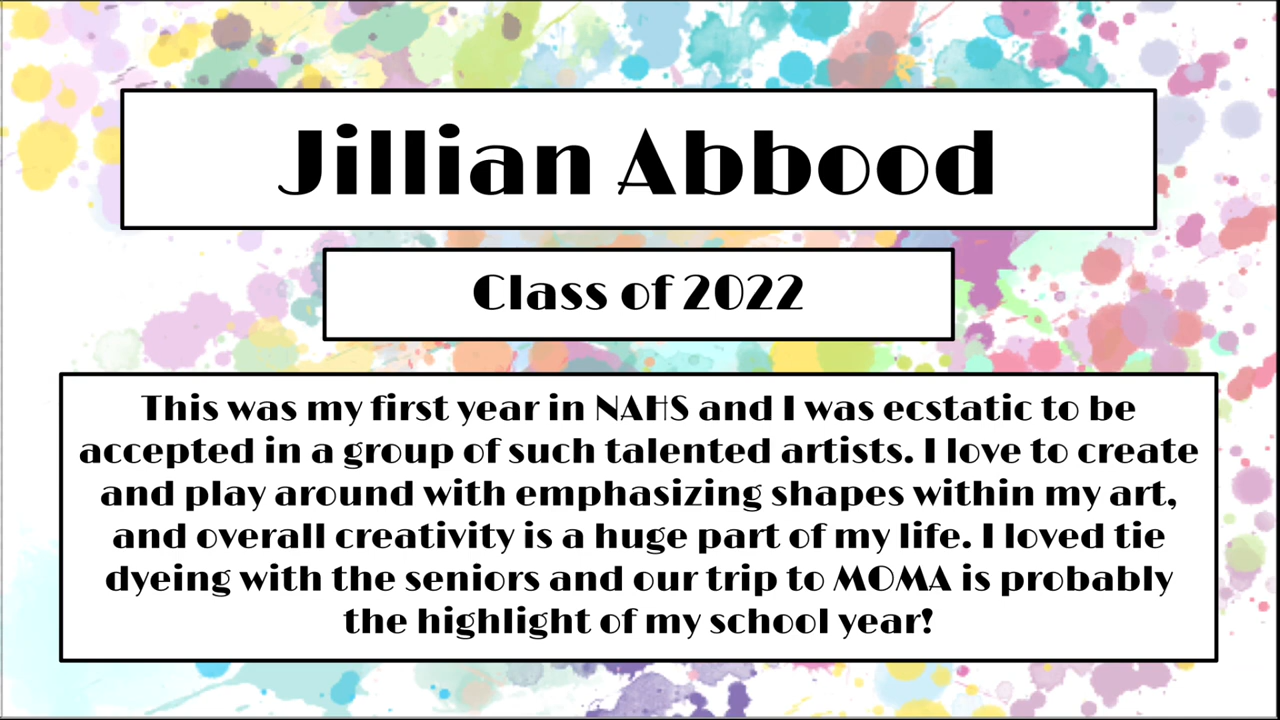 Jillian Abbood
Class of 2022
This was my first year in NAHS and I was ecstatic to be
accepted in a group of such talented artists. I love to create
and play around with emphasizing shapes within my art,
and overall creativity is a huge part of my life. I loved tie
dyeing with the seniors and our trip to MOMA is probably
the highlight of my school year!